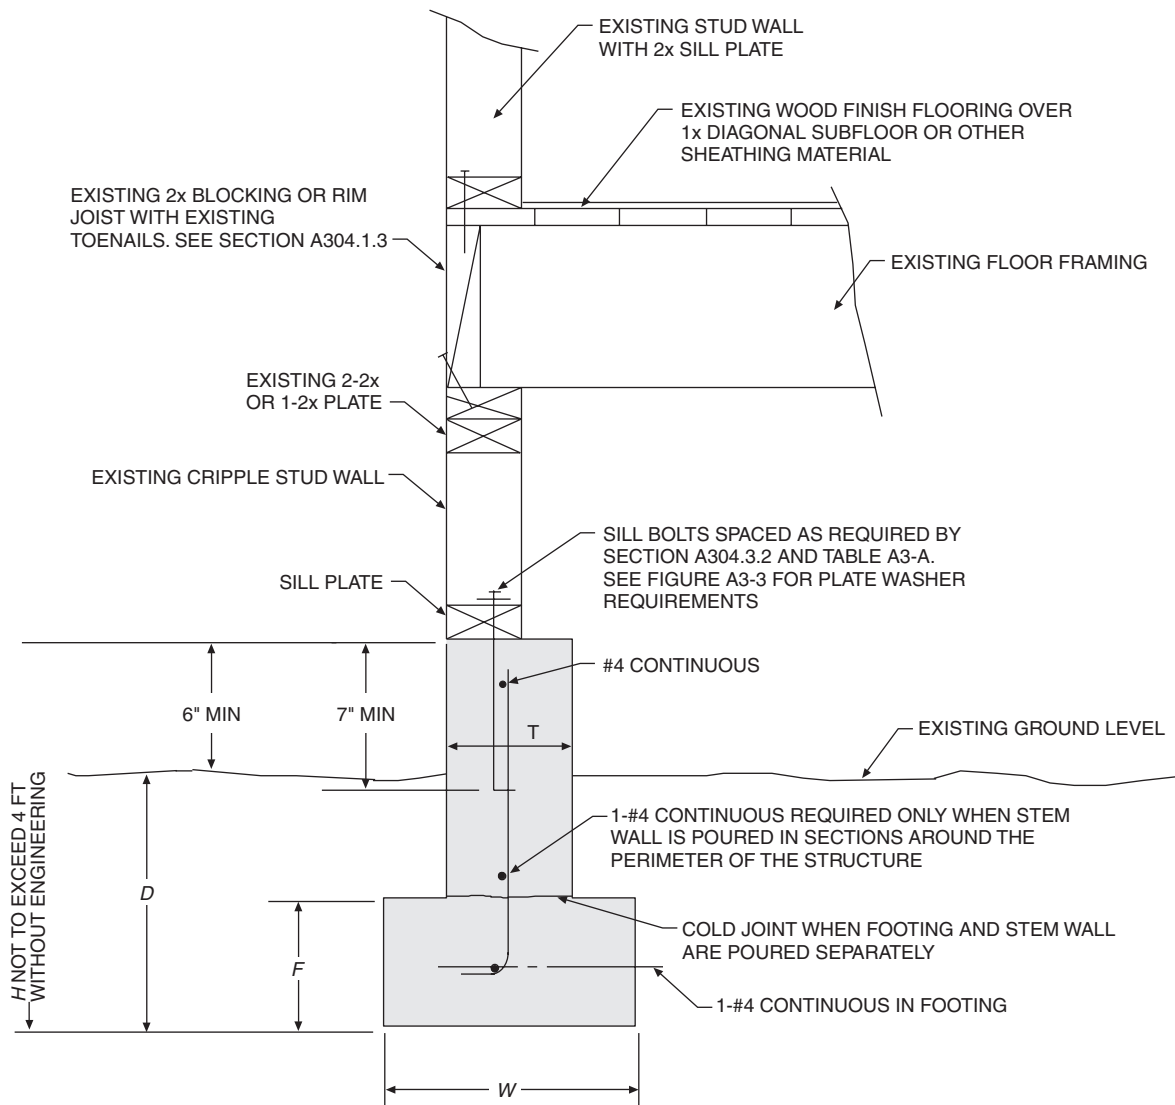 EXISTING STUD WALL
WITH 2x SILL PLATE
EXISTING WOOD FINISH FLOORING OVER
1x DIAGONAL SUBFLOOR OR OTHER
SHEATHING MATERIAL
EXISTING 2x BLOCKING OR RIM
JOIST WITH EXISTING
TOENAILS. SEE SECTION A304.1.3
EXISTING FLOOR FRAMING
EXISTING 2-2x
OR 1-2x PLATE
EXISTING CRIPPLE STUD WALL
SILL BOLTS SPACED AS REQUIRED BY
SECTION A304.3.2 AND TABLE A3-A.
SEE FIGURE A3-3 FOR PLATE WASHER
REQUIREMENTS
SILL PLATE
#4 CONTINUOUS
6" MIN
7" MIN
T
EXISTING GROUND LEVEL
H NOT TO EXCEED 4 FT
WITHOUT ENGINEERING
D
1-#4 CONTINUOUS REQUIRED ONLY WHEN STEM
WALL IS POURED IN SECTIONS AROUND THE
PERIMETER OF THE STRUCTURE
COLD JOINT WHEN FOOTING AND STEM WALL
ARE POURED SEPARATELY
F
1-#4 CONTINUOUS IN FOOTING
W